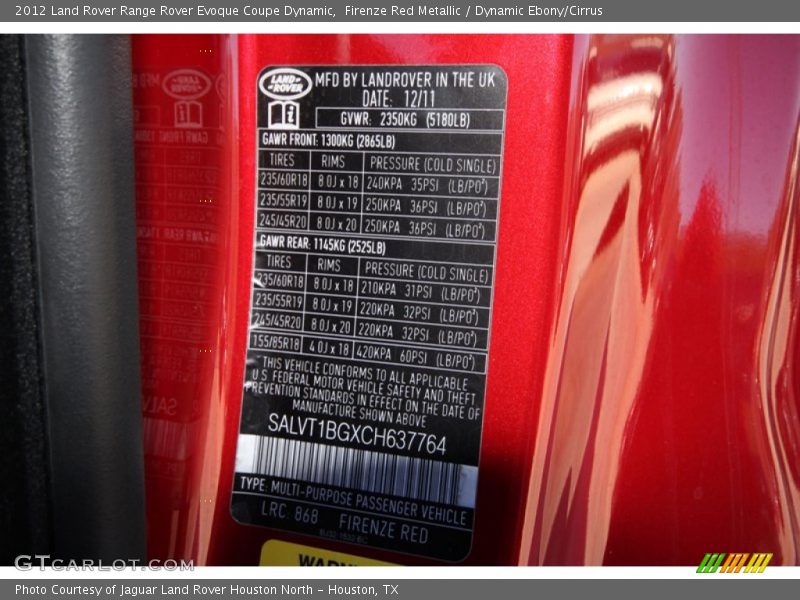 2012 Land Rover Range Rover Evoque Coupe Dynamic, Firenze Red Metallic / Dynamic Ebony/Cirrus
LAND-
-ROVER
MFD BY LANDROVER IN THE UK
DATE: 12/11
GVWR: 2350KG (5180LB)
GAWR FRONT: 1300KG (2865LB)
TIRES RIMS PRESSURE (COLD SINGLE)
235/60R18 8.0J x 18 240KPA 35PSI (LB/PO²)
235/55R19 8.0J x 19 250KPA 36PSI (LB/PO²)
245/45R20 8.0J x 20 250KPA 36PSI (LB/PO²)
GAWR REAR: 1145KG (2525LB)
TIRES RIMS PRESSURE (COLD SINGLE)
235/60R18 8.0J x 18 210KPA 31PSI (LB/PO²)
235/55R19 8.0J x 19 220KPA 32PSI (LB/PO²)
245/45R20 8.0J x 20 220KPA 32PSI (LB/PO²)
155/85R18 4.0J x 18 420KPA 60PSI (LB/PO²)
THIS VEHICLE CONFORMS TO ALL APPLICABLE
U.S. FEDERAL MOTOR VEHICLE SAFETY AND THEFT
PREVENTION STANDARDS IN EFFECT ON THE DATE OF
MANUFACTURE SHOWN ABOVE
SALVT1BGXCH637764
TYPE: MULTI-PURPOSE PASSENGER VEHICLE
LRC. 868 FIRENZE RED
GTCARLOT.COM
Photo Courtesy of Jaguar Land Rover Houston North - Houston, TX